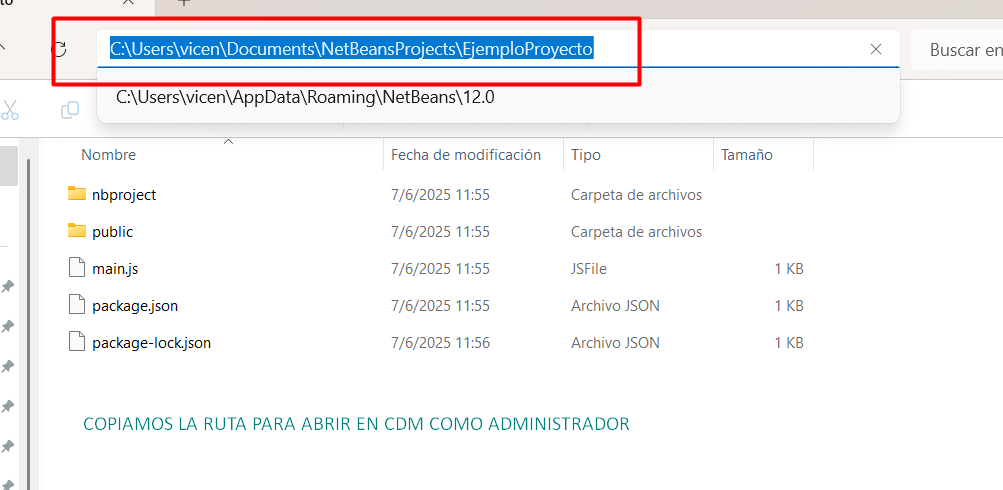 C:\Users\vicen\Documents\NetBeansProjects\EjemploProyecto
Buscar en
C:\Users\vicen\AppData\Roaming\NetBeans\12.0
Nombre Fecha de modificación Tipo Tamaño
nbproject 7/6/2025 11:55 Carpeta de archivos
public 7/6/2025 11:55 Carpeta de archivos
main.js 7/6/2025 11:55 JSFile 1 KB
package.json 7/6/2025 11:55 Archivo JSON 1 KB
package-lock.json 7/6/2025 11:56 Archivo JSON 1 KB
COPIAMOS LA RUTA PARA ABRIR EN CDM COMO ADMINISTRADOR